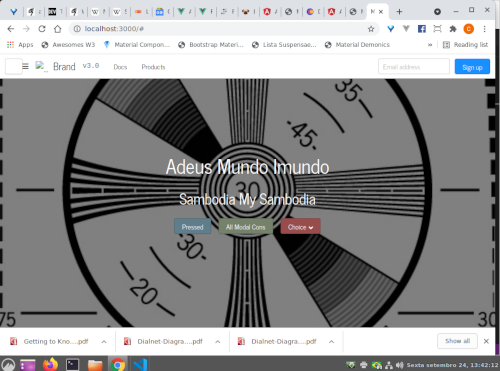 localhost:3000/#
Apps
Awesomes W3
Material Compon...
Bootstrap Materi...
Lista Suspensae...
Material Demonics
»
Reading list
Brand v3.0 Docs Products
Email address
Sign up
35-
-45-
Adeus Mundo Imundo
30
Sambodia My Sambodia
Pressed
All Modal Cons
Choice
30-
-20-
75
Getting to Kno....pdf
Dialnet-Diagra....pdf
Dialnet-Diagra....pdf
Show all
Sexta setembro 24, 13:42:12